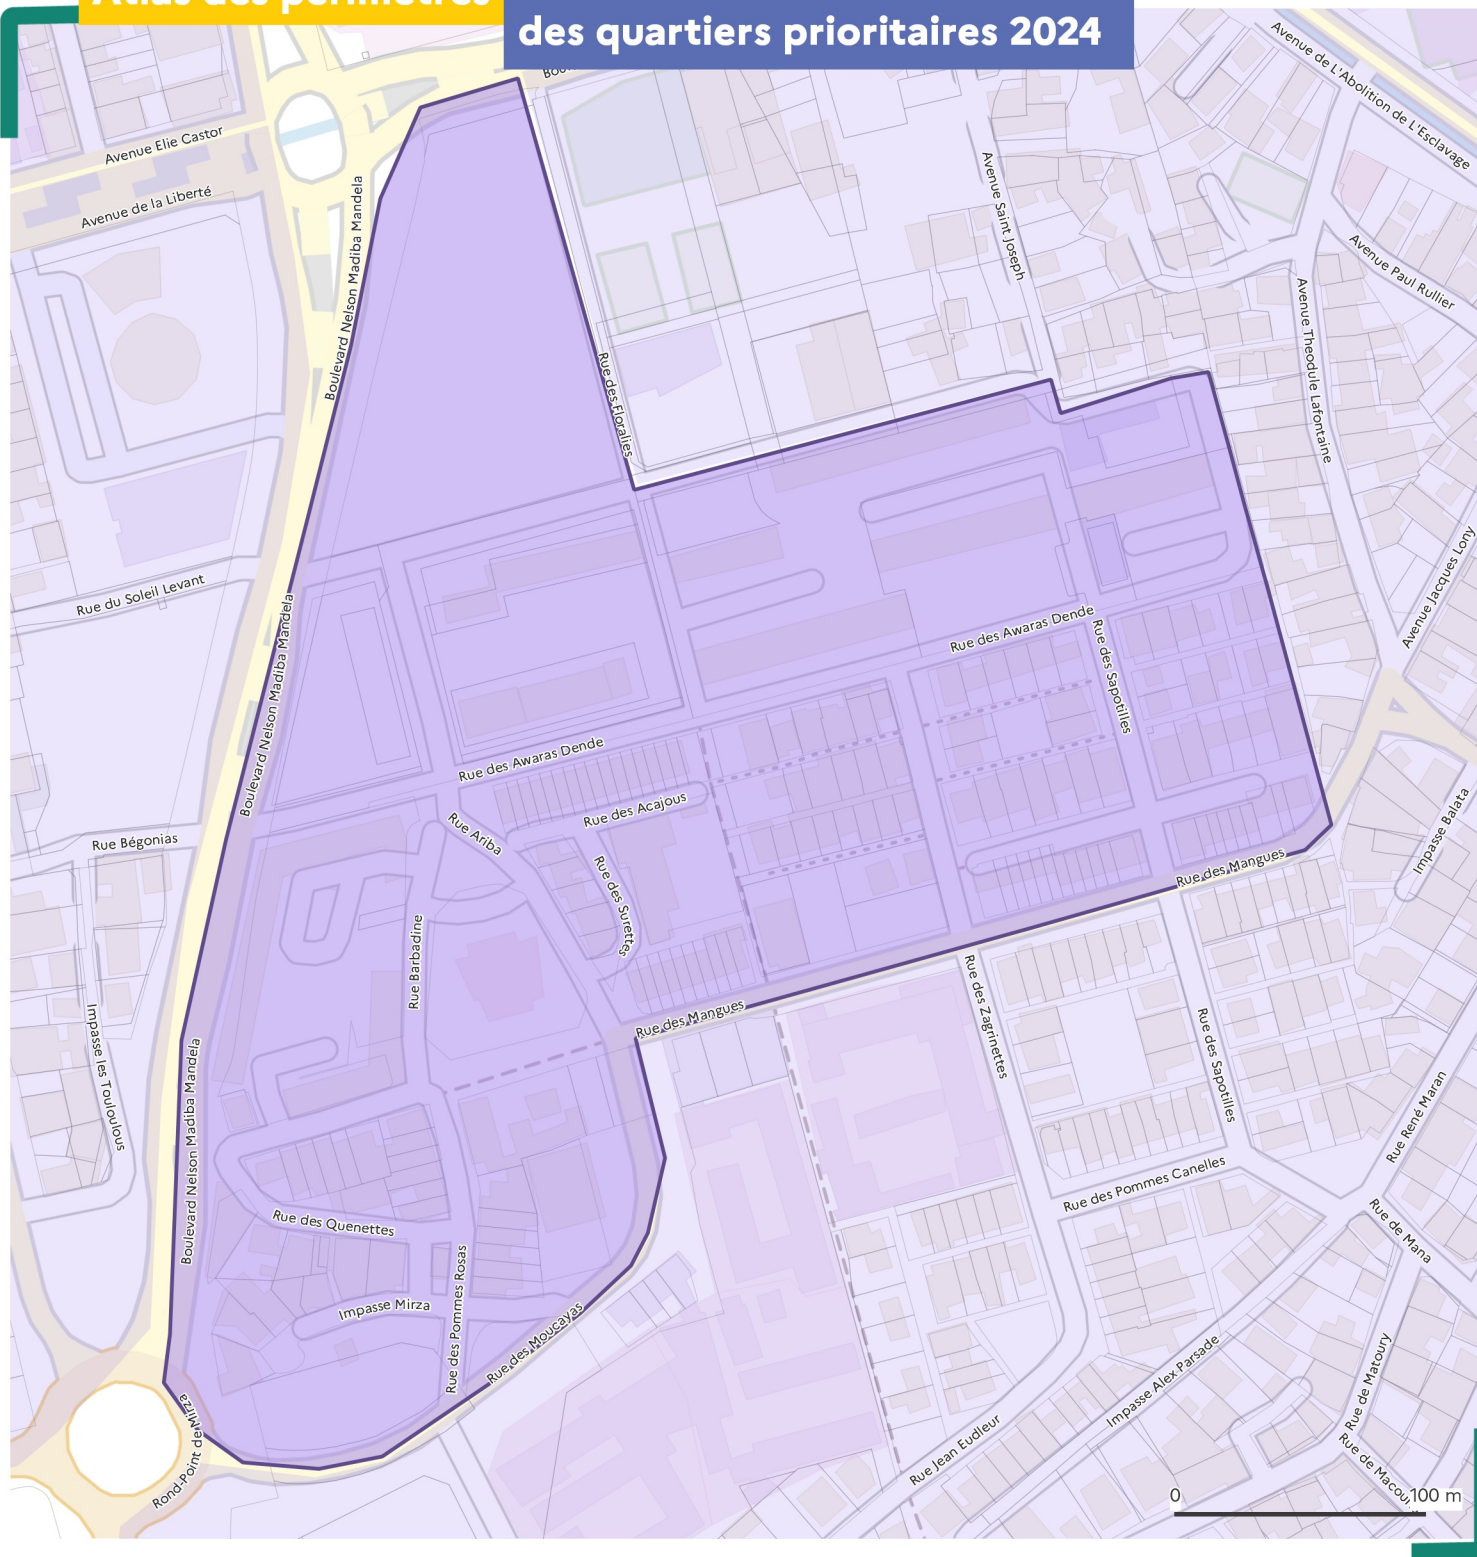 Atlas des périmètres
des quartiers prioritaires 2024
Avenue de L'Abolition de L'Esclavage
Avenue Elie Castor
Avenue de la Liberté
Boulevard Nelson Madiba Mandela
Avenue Saint Joseph
Avenue Paul Rullier
Avenue Theodule Lafontaine
Rue des Floralies
Avenue Jacques Lony
Rue du Soleil Levant
Boulevard Nelson Madiba Mandela
Rue des Awaras Dende
Rue des Sapotilles
Rue des Awaras Dende
Rue des Acajous
Rue Ariba
Rue Bégonias
Impasse Balata
Rue des Surettes
Rue des Mangues
Rue Barbadine
Rue des Mangues
Rue des Zagrinettes
Rue des Sapotilles
Impasse les Touloulous
Boulevard Nelson Madiba Mandela
Rue René Maran
Rue des Pommes Canelles
Rue des Quenettes
Rue de Mana
Rue des Pommes Rosas
Impasse Mirza
Rue des Moucayas
Impasse Alex Parsade
Rue de Matoury
Rond-Point de Mirza
Rue Jean Eudleur
Rue de
0
100 m